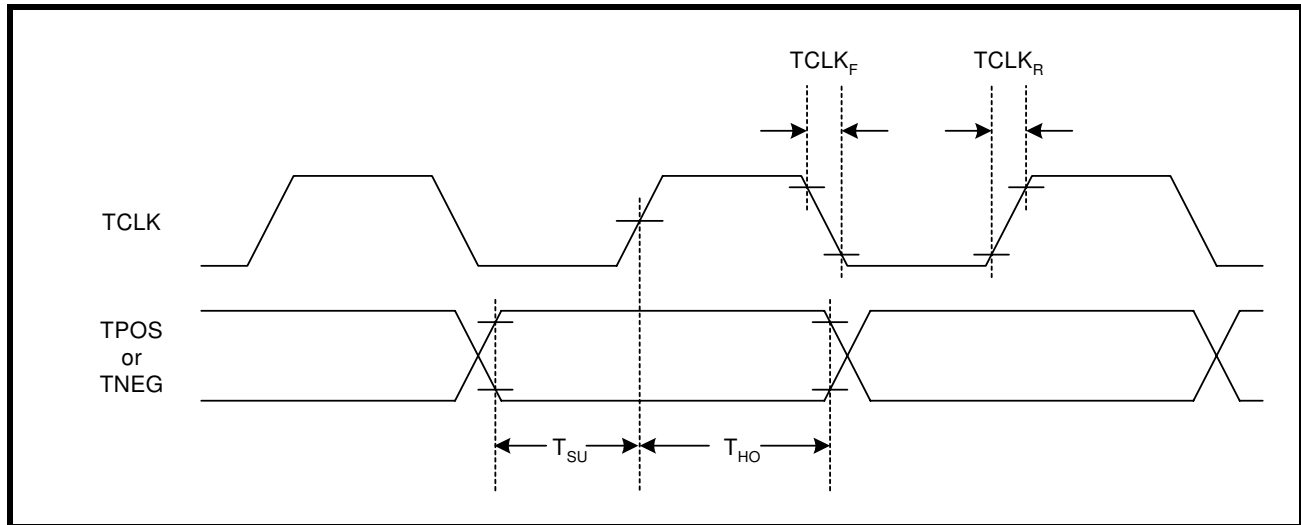 TCLKF TCLKR
TCLK
TPOS
or
TNEG
TSU THO